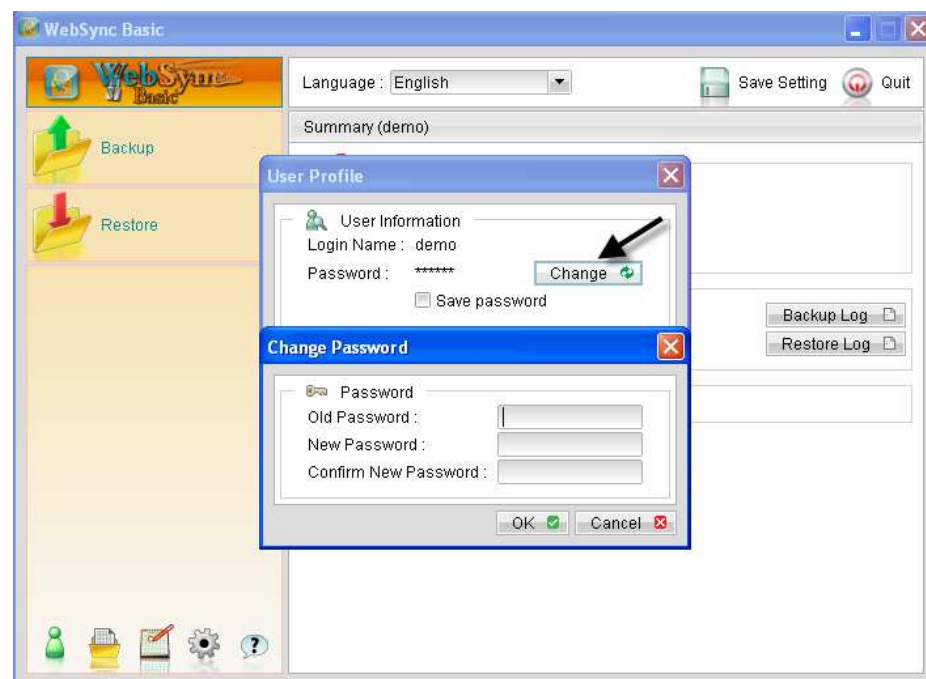 WebSync Basic
WebSync
Basic
Language : English
Save Setting
Quit
Summary (demo)
Backup
Restore
User Profile
User Information
Login Name : demo
Password : ******
Change
Save password
Backup Log
Restore Log
Change Password
Password
Old Password :
New Password :
Confirm New Password :
OK
Cancel
?